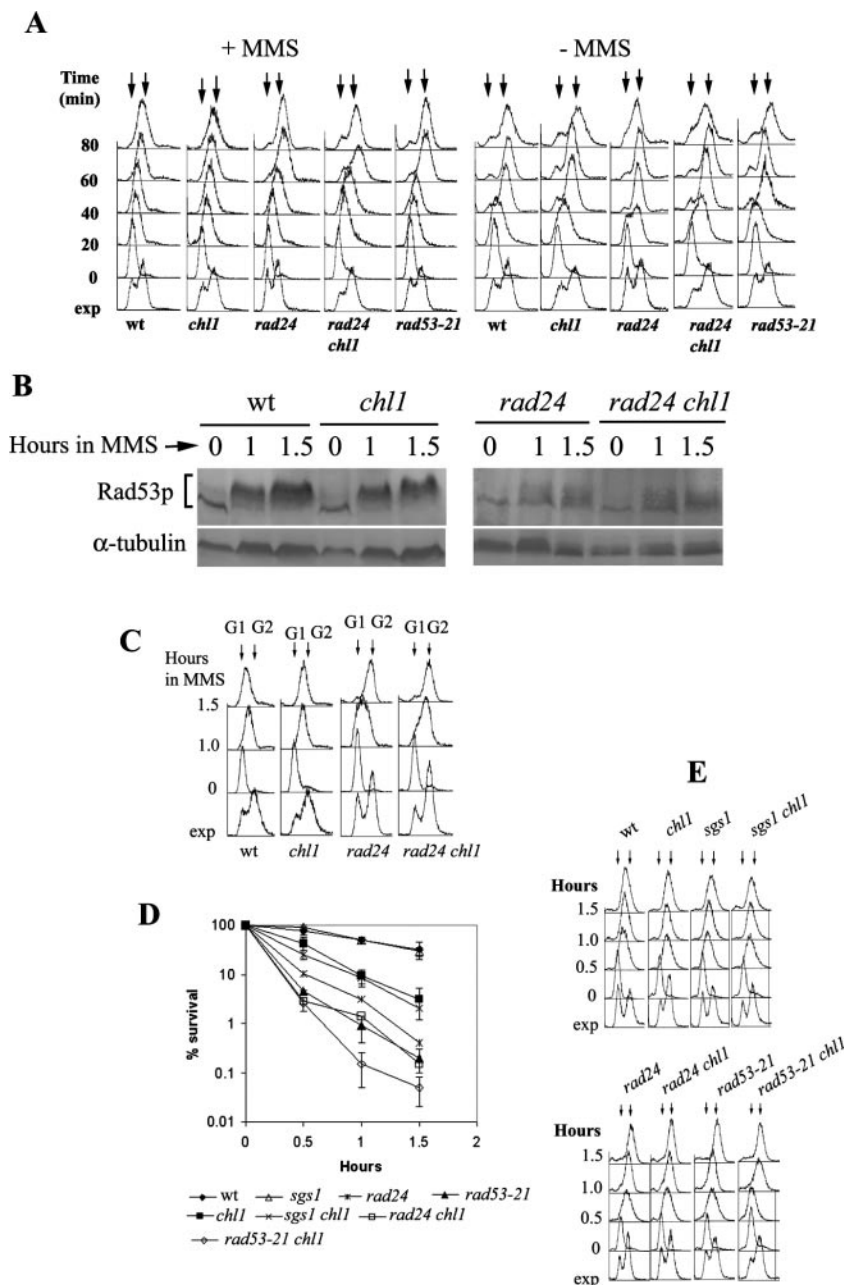 A
+ MMS - MMS
Time
(min)
80
60
40
20
0
exp
wt chl1 rad24 rad24 chl1 rad53-21 wt chl1 rad24 rad24 chl1 rad53-21
B
wt chl1 rad24 rad24 chl1
Hours in MMS 0 1 1.5 0 1 1.5 0 1 1.5 0 1 1.5
Rad53p
α-tubulin
C
G1 G2 G1 G2 G1 G2 G1 G2
Hours
in MMS
1.5
1.0
0
exp
wt chl1 rad24 rad24 chl1
D
% survival
100
10
1
0.1
0.01
0 0.5 1 1.5 2
Hours
wt sgs1 rad24 rad53-21
chl1 sgs1 chl1 rad24 chl1
rad53-21 chl1
E
wt chl1 sgs1 sgs1 chl1
Hours
1.5
1.0
0.5
0
exp
rad24 rad24 chl1 rad53-21 rad53-21 chl1
Hours
1.5
1.0
0.5
0
exp